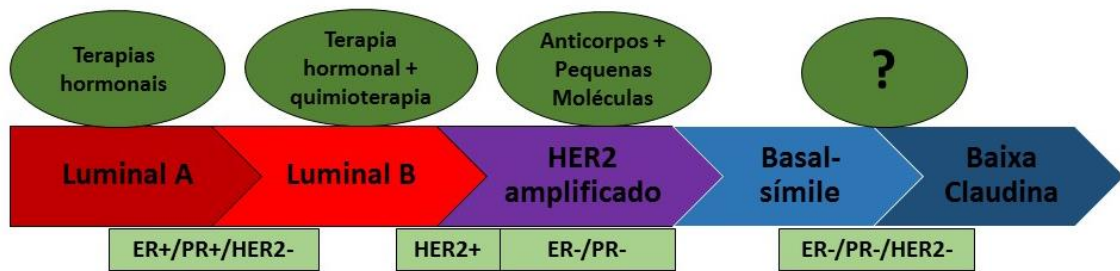 Terapias
hormonais
Terapia
hormonal +
quimioterapia
Anticorpos +
Pequenas
Moléculas
?
Luminal A
Luminal B
HER2
amplificado
Basal-
símile
Baixa
Claudina
ER+/PR+/HER2-
HER2+
ER-/PR-
ER-/PR-/HER2-